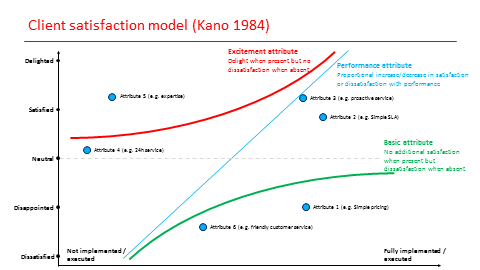 Client satisfaction model (Kano 1984)
Excitement attribute
Delight when present but no
dissatisfaction when absent
Delighted
Performance attribute
Proportional increase/decrease in satisfaction
or dissatisfaction with performance
Attribute 5 (e.g. expertise)
Attribute 3 (e.g. proactive service)
Satisfied
Attribute 2 (e.g. Simple SLA)
Basic attribute
No additional satisfaction
when present but
dissatisfaction when absent
Attribute 4 (e.g. 24h service)
Neutral
Disappointed
Attribute 1 (e.g. Simple pricing)
Attribute 6 (e.g. friendly customer service)
Not implemented /
executed
Fully implemented /
executed
Dissatisfied